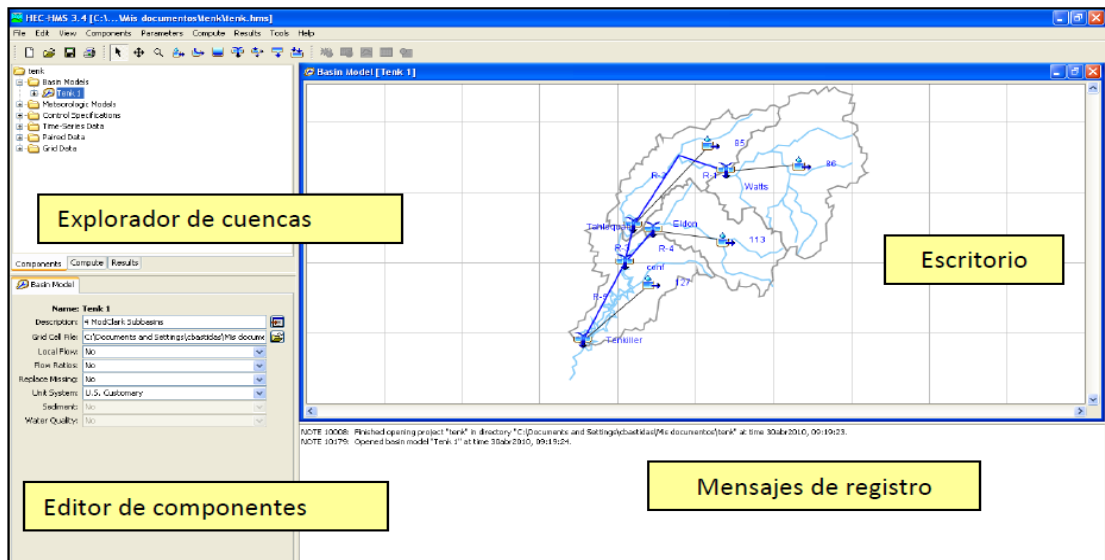 HEC-HMS 3.4 [C:\...\Mis documentos\tenk\tenk.hms]
File Edit View Components Parameters Compute Results Tools Help
tenk
Basin Models
Tenk 1
Meteorologic Models
Control Specifications
Time-Series Data
Paired Data
Grid Data
Explorador de cuencas
Components Compute Results
Basin Model [Tenk 1]
85
86
R-2
R-1
Watts
Tahlequah
Eldon
113
R-3
R-4
conf
127
R-5
Tenkiller
Escritorio
Basin Model
Name: Tenk 1
Description: 4 ModClark Subbasins
Grid Cell File: C:\Documents and Settings\cbastidas\Mis docume
Local Flow: No
Flow Ratios: No
Replace Missing: No
Unit System: U.S. Customary
Sediment: No
Water Quality: No
Editor de componentes
NOTE 10008: Finished opening project "tenk" in directory "C:\Documents and Settings\cbastidas\Mis documentos\tenk" at time 30abr2010, 09:19:23.
NOTE 10179: Opened basin model "Tenk 1" at time 30abr2010, 09:19:24.
Mensajes de registro